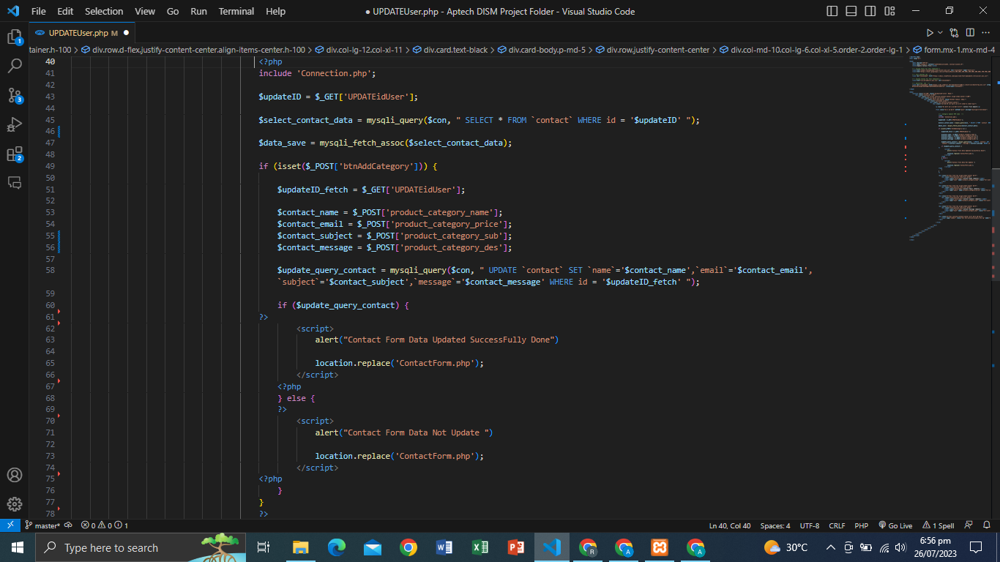 File Edit Selection View Go Run Terminal Help
● UPDATEUser.php - Aptech DISM Project Folder - Visual Studio Code
UPDATEUser.php M ●
tainer.h-100 > div.row.d-flex.justify-content-center.align-items-center.h-100 > div.col-lg-12.col-xl-11 > div.card.text-black > div.card-body.p-md-5 > div.row.justify-content-center > div.col-md-10.col-lg-6.col-xl-5.order-2.order-lg-1 > form.mx-1.mx-md-4
40 <?php
41 include 'Connection.php';
42
43 $updateID = $_GET['UPDATEidUser'];
44
45 $select_contact_data = mysqli_query($con, " SELECT * FROM `contact` WHERE id = '$updateID' ");
46
47 $data_save = mysqli_fetch_assoc($select_contact_data);
48
49 if (isset($_POST['btnAddCategory'])) {
50
51 $updateID_fetch = $_GET['UPDATEidUser'];
52
53 $contact_name = $_POST['product_category_name'];
54 $contact_email = $_POST['product_category_price'];
55 $contact_subject = $_POST['product_category_sub'];
56 $contact_message = $_POST['product_category_des'];
57
58 $update_query_contact = mysqli_query($con, " UPDATE `contact` SET `name`='$contact_name',`email`='$contact_email',
`subject`='$contact_subject',`message`='$contact_message' WHERE id = '$updateID_fetch' ");
59
60 if ($update_query_contact) {
61 ?>
62 <script>
63 alert("Contact Form Data Updated SuccessFully Done")
64
65 location.replace('ContactForm.php');
66 </script>
67 <?php
68 } else {
69 ?>
70 <script>
71 alert("Contact Form Data Not Update ")
72
73 location.replace('ContactForm.php');
74 </script>
75 <?php
76 }
77 }
78 ?>
1
3
2
master* 0 0 1
Ln 40, Col 40 Spaces: 4 UTF-8 CRLF PHP Go Live 1 Spell
Type here to search
30°C
6:56 pm
26/07/2023